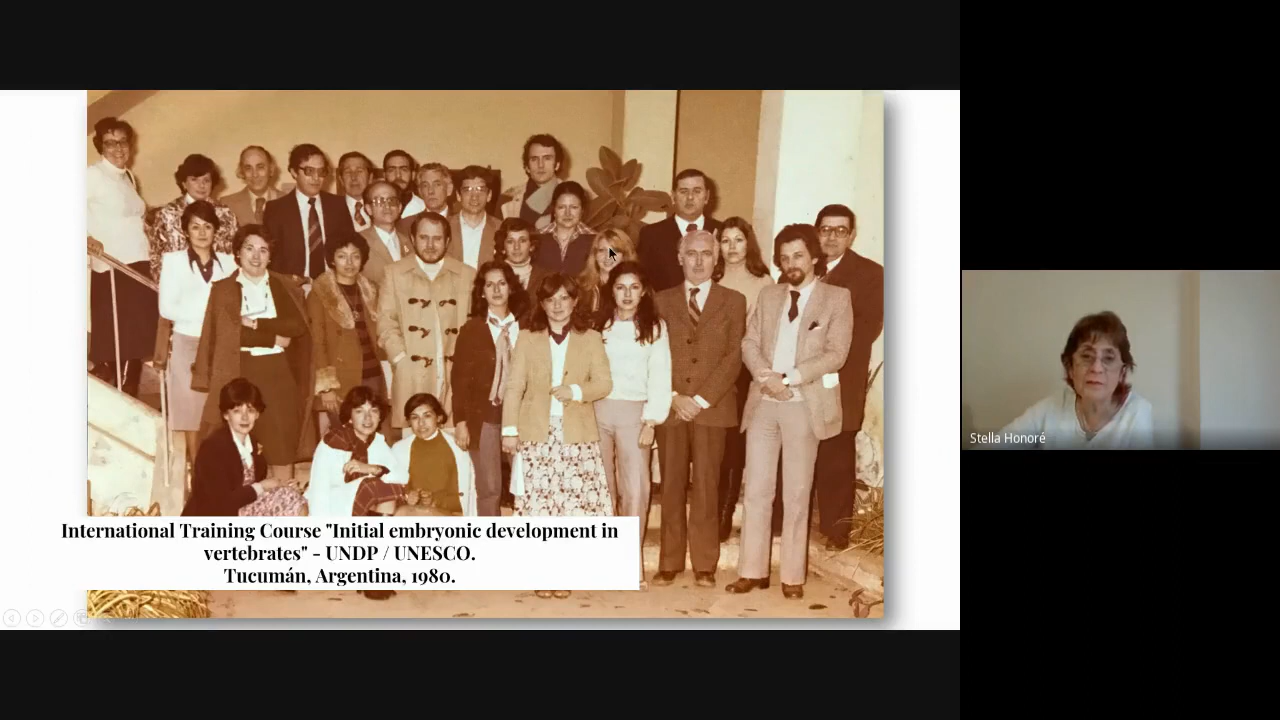 International Training Course "Initial embryonic development in
vertebrates" - UNDP / UNESCO.
Tucumán, Argentina, 1980.
Stella Honoré